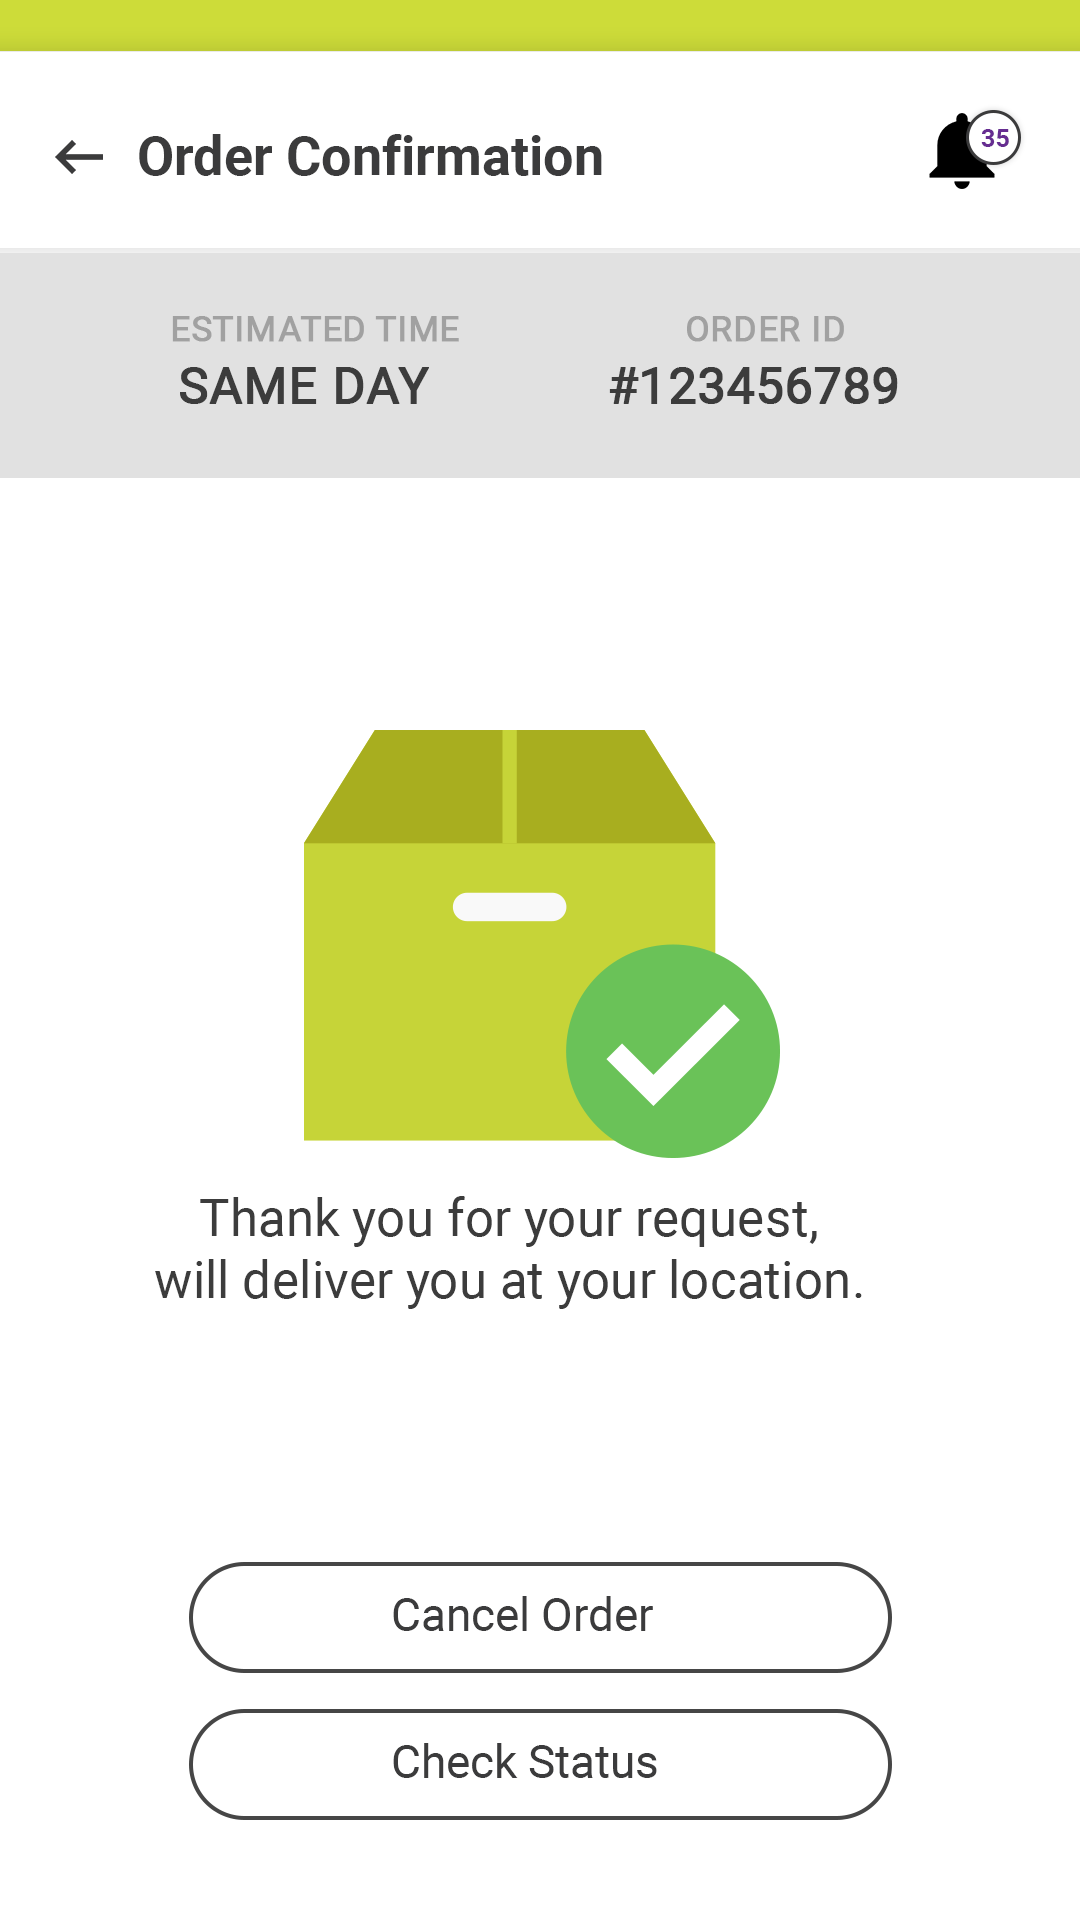 Order Confirmation
35
ESTIMATED TIME
SAME DAY
ORDER ID
#123456789
Thank you for your request,
will deliver you at your location.
Cancel Order
Check Status